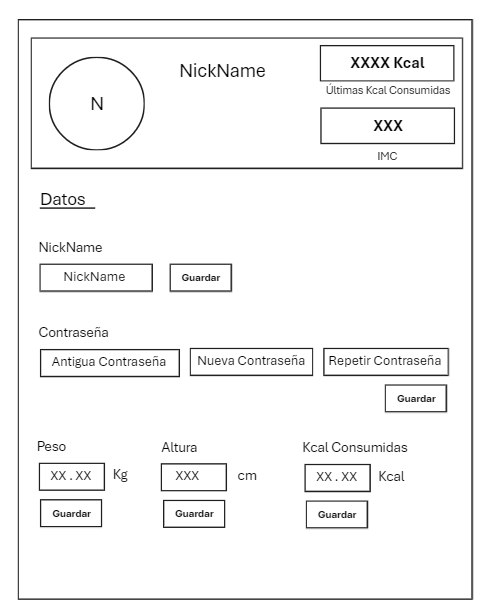 N
NickName
XXXX Kcal
Últimas Kcal Consumidas
XXX
IMC
Datos
NickName
NickName Guardar
Contraseña
Antigua Contraseña Nueva Contraseña Repetir Contraseña
Guardar
Peso Altura Kcal Consumidas
XX . XX Kg XXX cm XX . XX Kcal
Guardar Guardar Guardar